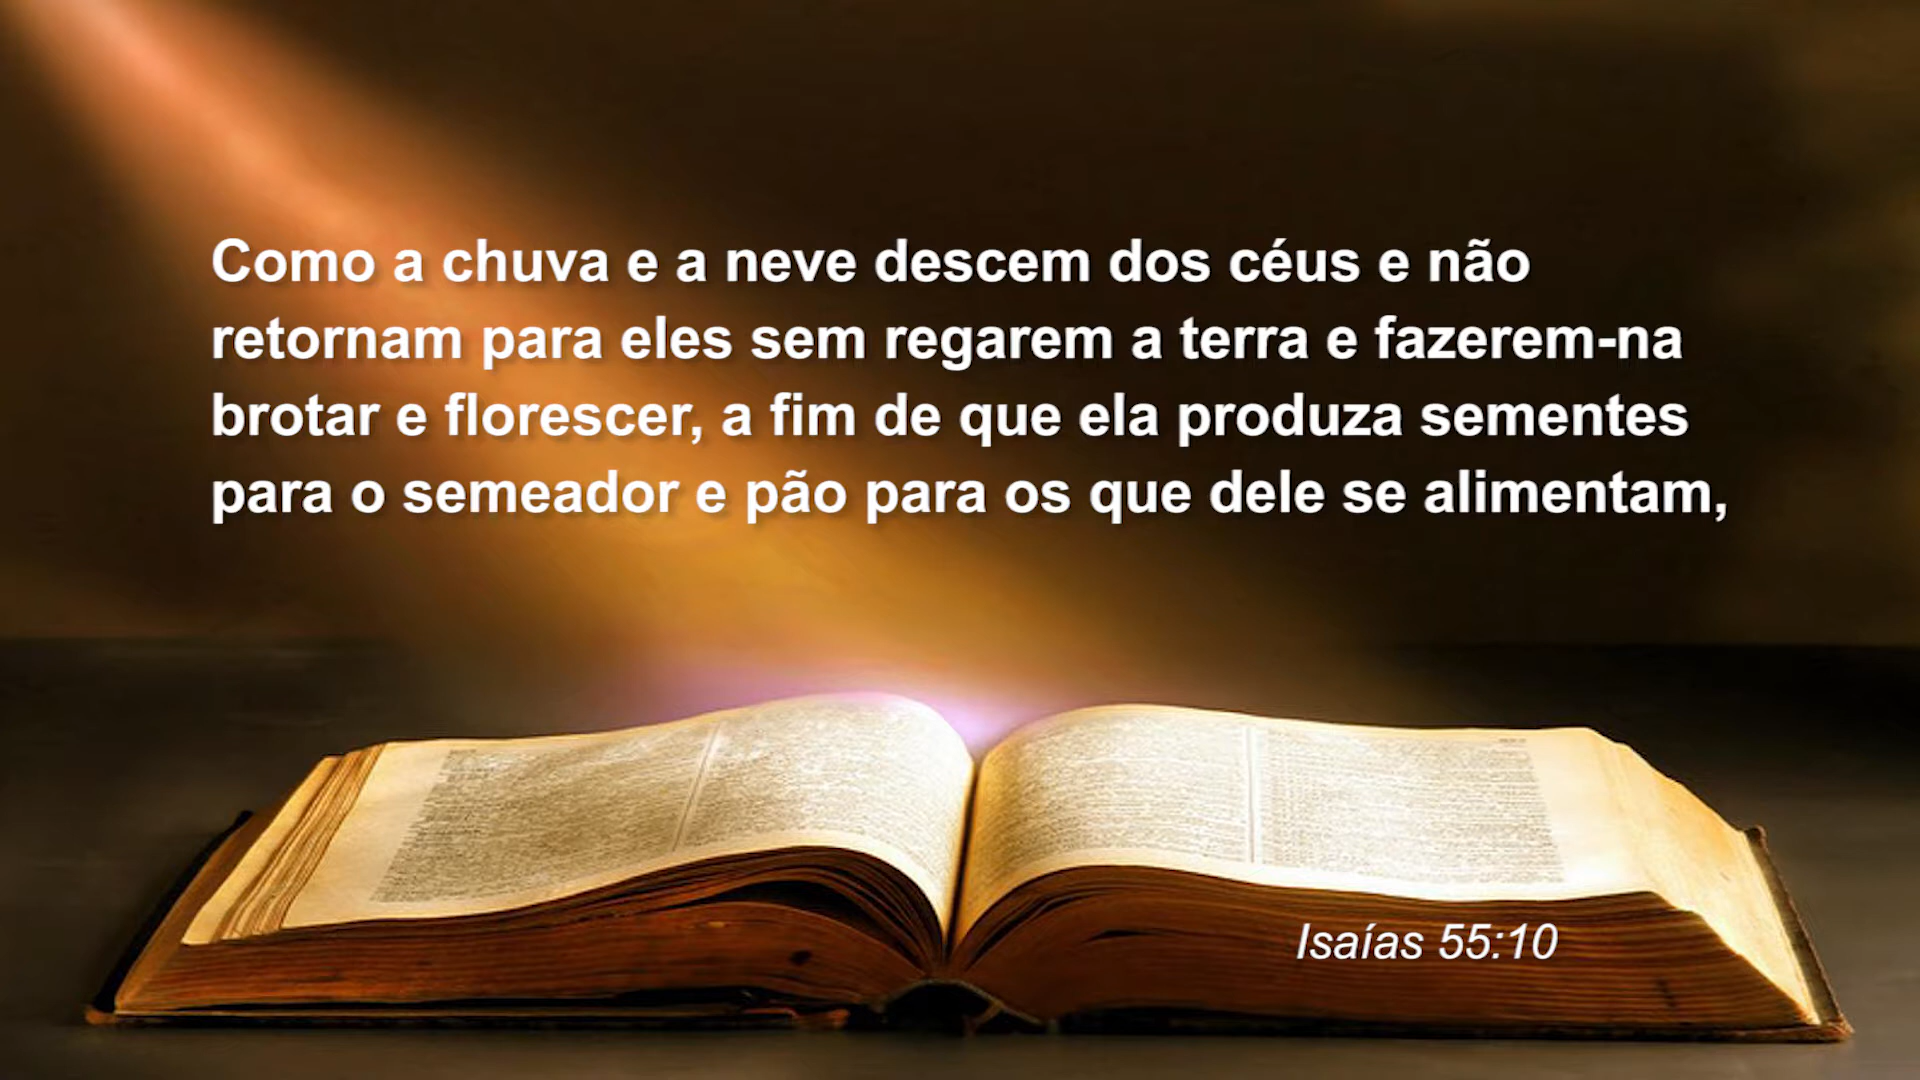 Como a chuva e a neve descem dos céus e não
retornam para eles sem regarem a terra e fazerem-na
brotar e florescer, a fim de que ela produza sementes
para o semeador e pão para os que dele se alimentam,
Isaías 55:10